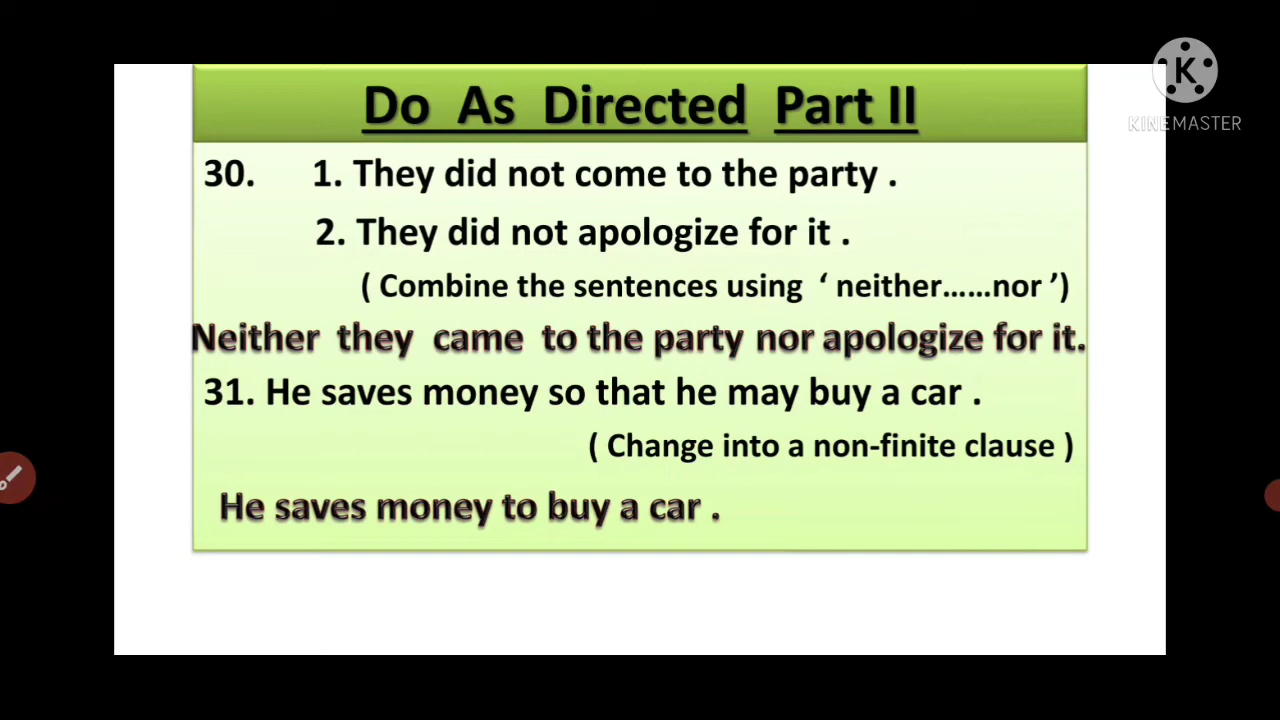 Do As Directed Part II
K
KINEMASTER
30. 1. They did not come to the party .
2. They did not apologize for it .
( Combine the sentences using ‘ neither......nor ’)
Neither they came to the party nor apologize for it.
31. He saves money so that he may buy a car .
( Change into a non-finite clause )
He saves money to buy a car .